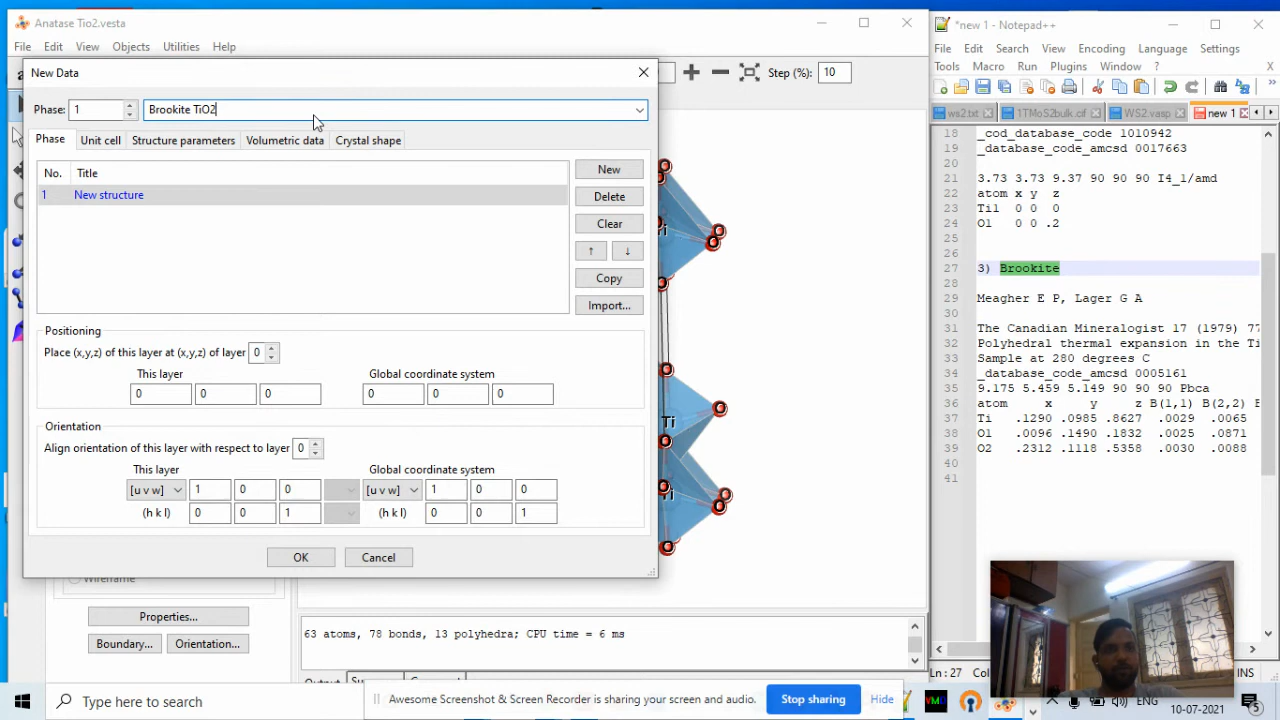 Anatase Tio2.vesta
File Edit View Objects Utilities Help
Step (%): 10
New Data
Phase: 1 Brookite TiO2
Phase Unit cell Structure parameters Volumetric data Crystal shape
No. Title
1 New structure
New
Delete
Clear
↑ ↓
Copy
Import...
Positioning
Place (x,y,z) of this layer at (x,y,z) of layer 0
This layer Global coordinate system
0 0 0 0 0 0
Orientation
Align orientation of this layer with respect to layer 0
This layer Global coordinate system
[u v w] 1 0 0 [u v w] 1 0 0
(h k l) 0 0 1 (h k l) 0 0 1
OK Cancel
Wireframe
Properties...
Boundary... Orientation...
O O O O O O O O O O O O
Ti Ti
63 atoms, 78 bonds, 13 polyhedra; CPU time = 6 ms
*new 1 - Notepad++
File Edit Search View Encoding Language Settings
Tools Macro Run Plugins Window ? X
ws2.txt 1TMoS2bulk.cif WS2.vasp new 1
18 _cod_database_code 1010942
19 _database_code_amcsd 0017663
20
21 3.73 3.73 9.37 90 90 90 I4_1/amd
22 atom x y z
23 Ti1 0 0 0
24 O1 0 0 .2
25
26
27 3) Brookite
28
29 Meagher E P, Lager G A
30
31 The Canadian Mineralogist 17 (1979) 77
32 Polyhedral thermal expansion in the Ti
33 Sample at 280 degrees C
34 _database_code_amcsd 0005161
35 9.175 5.459 5.149 90 90 90 Pbca
36 atom x y z B(1,1) B(2,2) B
37 Ti .1290 .0985 .8627 .0029 .0065
38 O1 .0096 .1490 .1832 .0025 .0871
39 O2 .2312 .1118 .5358 .0030 .0088
40
41
Ln:27
Awesome Screenshot & Screen Recorder is sharing your screen and audio. Stop sharing Hide
Type here to search
ENG 10-07-2021 5